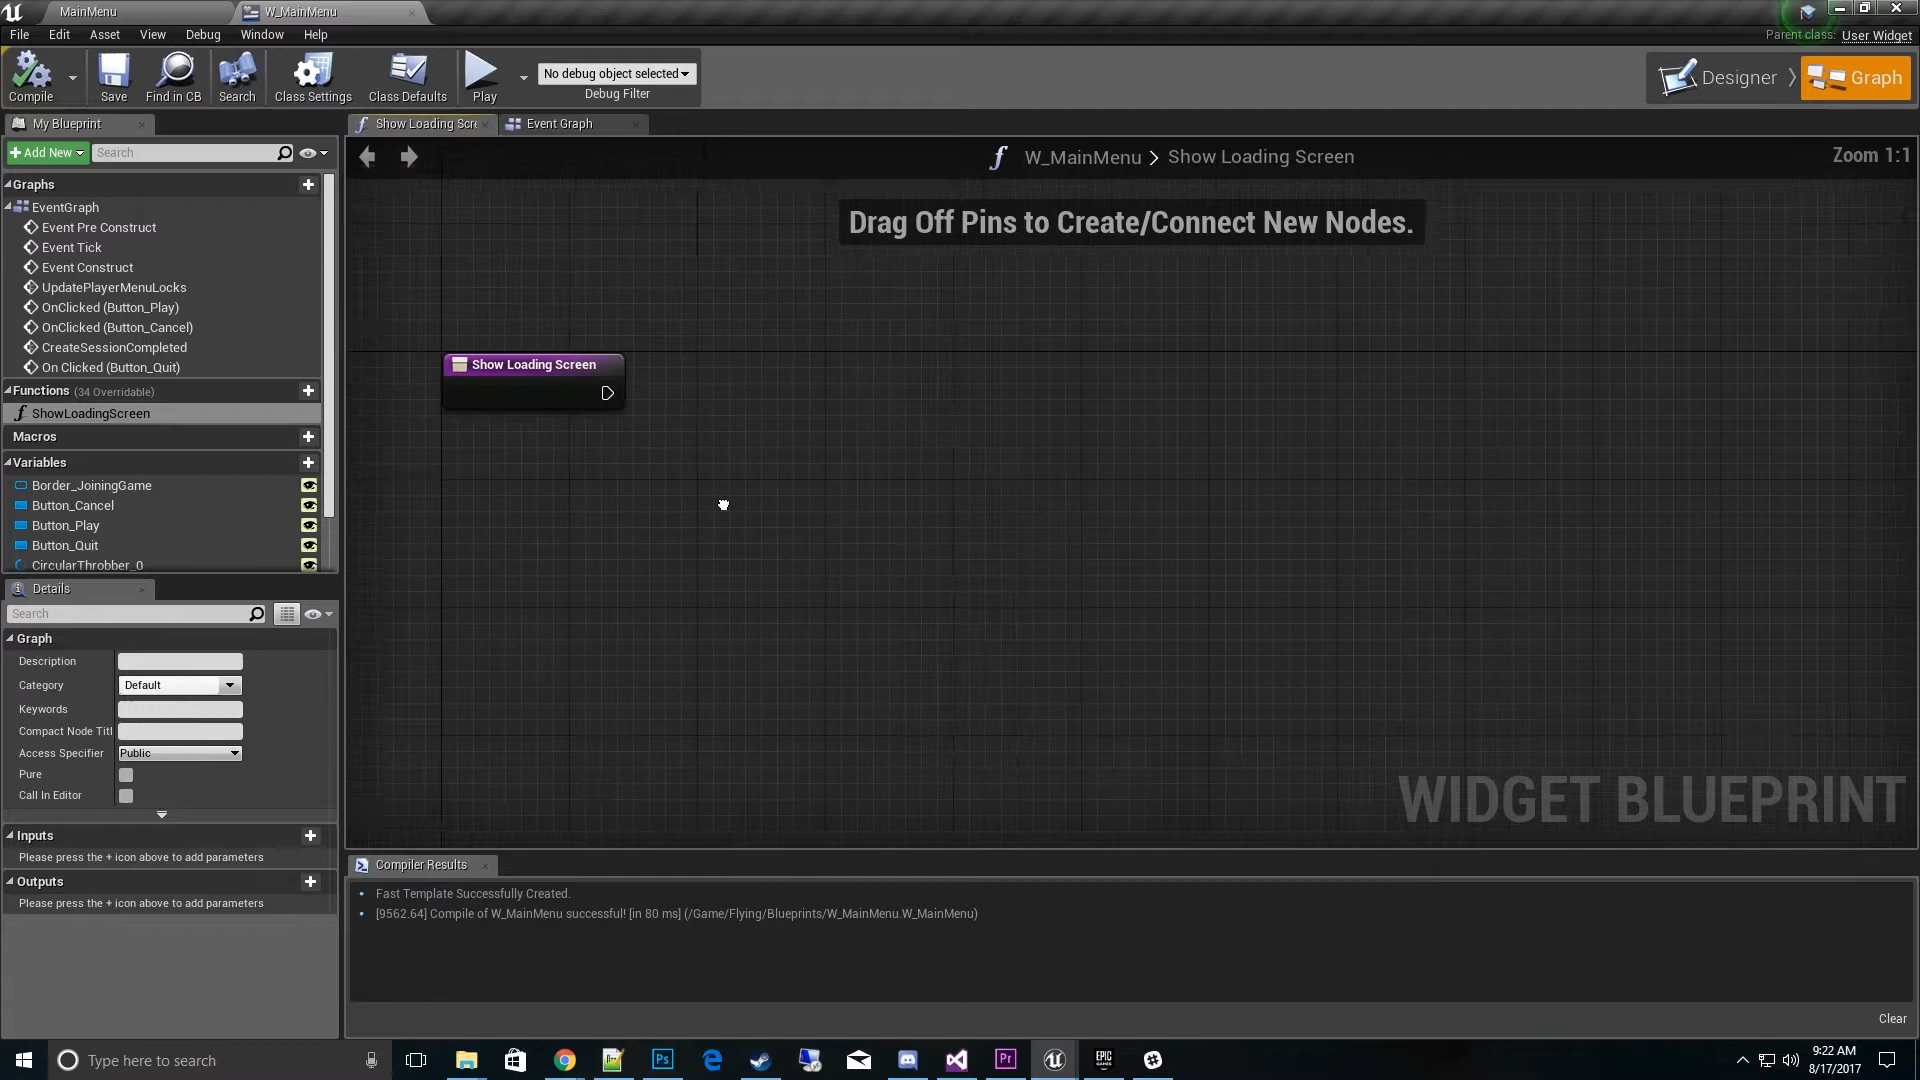 MainMenu
W_MainMenu
File Edit Asset View Debug Window Help
Parent class: User Widget
Compile
Save
Find in CB
Search
Class Settings
Class Defaults
Play
No debug object selected
Debug Filter
Designer
Graph
My Blueprint
Show Loading Scre
Event Graph
Add New
Search
W_MainMenu > Show Loading Screen
Zoom 1:1
Graphs
EventGraph
Event Pre Construct
Event Tick
Event Construct
UpdatePlayerMenuLocks
OnClicked (Button_Play)
OnClicked (Button_Cancel)
CreateSessionCompleted
On Clicked (Button_Quit)
Functions (34 Overridable)
ShowLoadingScreen
Macros
Variables
Border_JoiningGame
Button_Cancel
Button_Play
Button_Quit
CircularThrobber_0
Drag Off Pins to Create/Connect New Nodes.
Show Loading Screen
WIDGET BLUEPRINT
Details
Search
Graph
Description
Category Default
Keywords
Compact Node Titl
Access Specifier Public
Pure
Call In Editor
Inputs
Please press the + icon above to add parameters
Outputs
Please press the + icon above to add parameters
Compiler Results
Fast Template Successfully Created.
[9562.64] Compile of W_MainMenu successful! [in 80 ms] (/Game/Flying/Blueprints/W_MainMenu.W_MainMenu)
Clear
Type here to search
Ps
Pr
EPIC GAMES
9:22 AM
8/17/2017